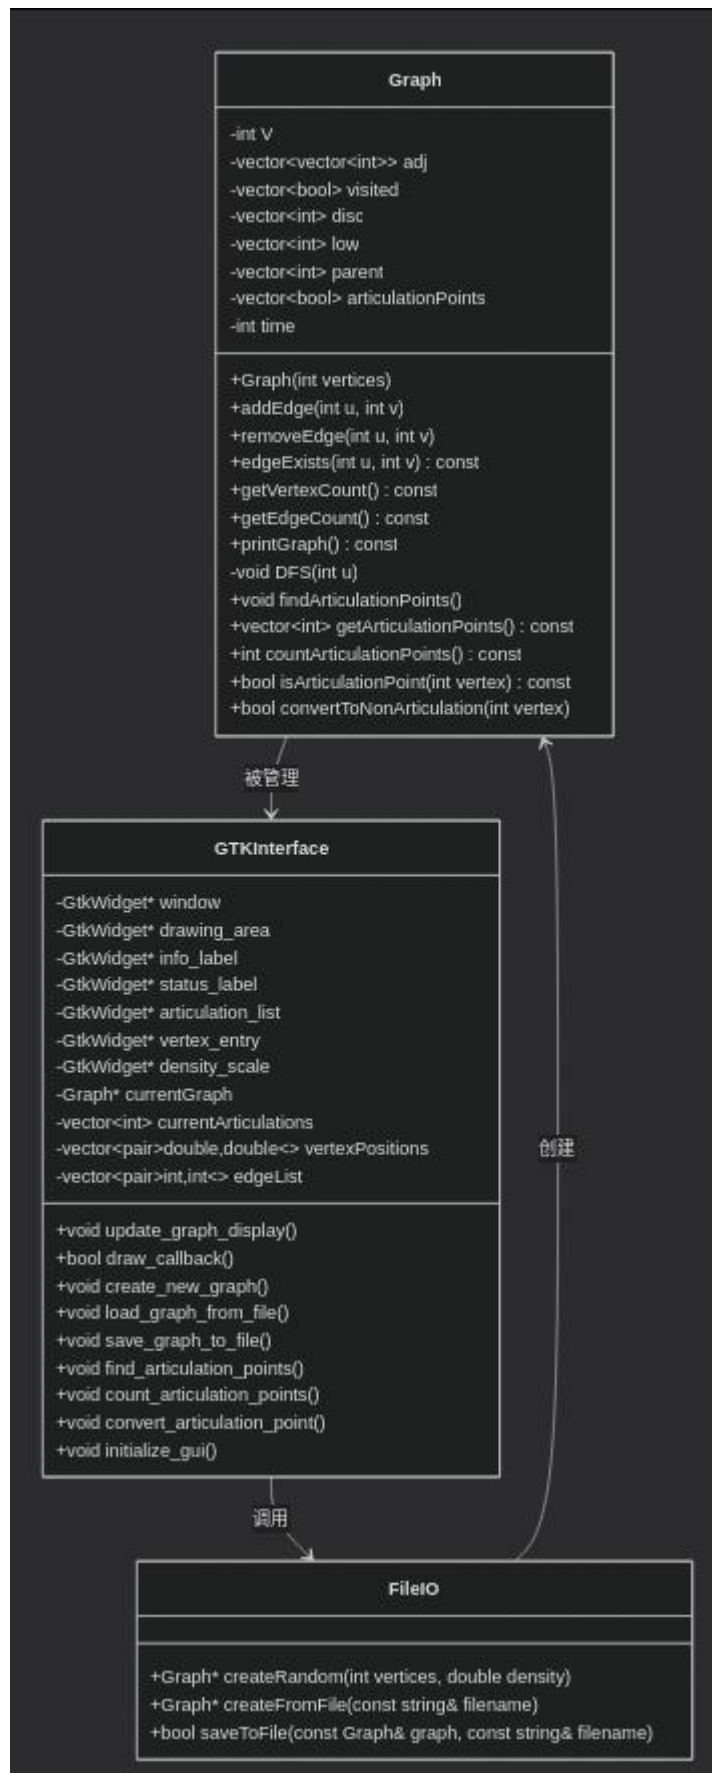 Graph
-int V
-vector<vector<int>> adj
-vector<bool> visited
-vector<int> disc
-vector<int> low
-vector<int> parent
-vector<bool> articulationPoints
-int time
+Graph(int vertices)
+addEdge(int u, int v)
+removeEdge(int u, int v)
+edgeExists(int u, int v) : const
+getVertexCount() : const
+getEdgeCount() : const
+printGraph() : const
-void DFS(int u)
+void findArticulationPoints()
+vector<int> getArticulationPoints() : const
+int countArticulationPoints() : const
+bool isArticulationPoint(int vertex) : const
+bool convertToNonArticulation(int vertex)
被管理
GTKInterface
-GtkWidget* window
-GtkWidget* drawing_area
-GtkWidget* info_label
-GtkWidget* status_label
-GtkWidget* articulation_list
-GtkWidget* vertex_entry
-GtkWidget* density_scale
-Graph* currentGraph
-vector<int> currentArticulations
-vector<pair>double,double<> vertexPositions
-vector<pair>int,int<> edgeList
+void update_graph_display()
+bool draw_callback()
+void create_new_graph()
+void load_graph_from_file()
+void save_graph_to_file()
+void find_articulation_points()
+void count_articulation_points()
+void convert_articulation_point()
+void initialize_gui()
创建
调用
FileIO
+Graph* createRandom(int vertices, double density)
+Graph* createFromFile(const string& filename)
+bool saveToFile(const Graph& graph, const string& filename)